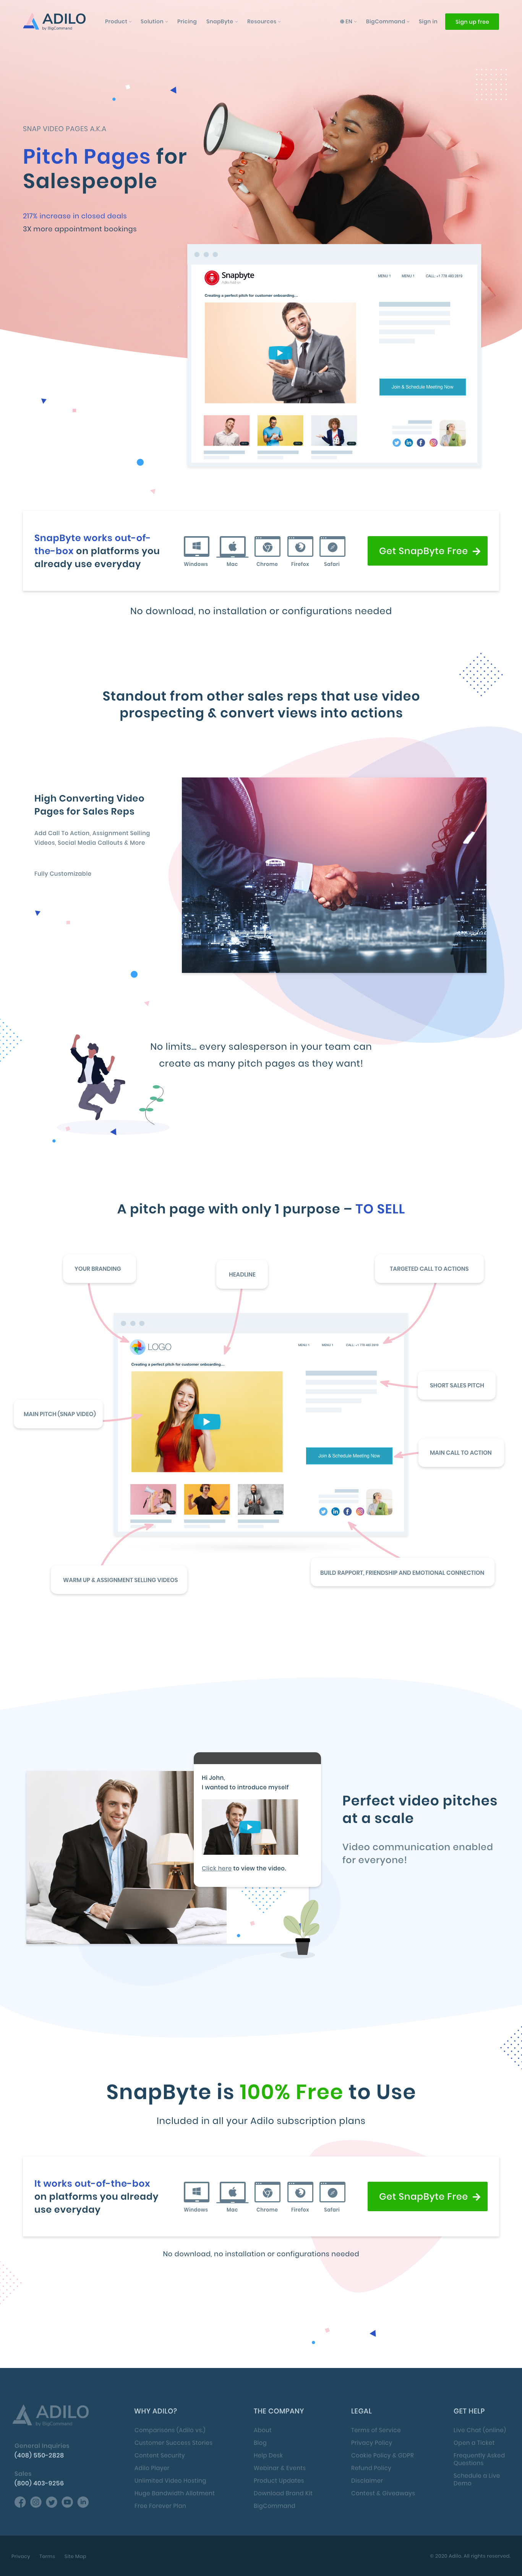 ADILO
by BigCommand
Product
Solution
Pricing
SnapByte
Resources
EN
BigCommand
Sign in
Sign up free
SNAP VIDEO PAGES A.K.A
Pitch Pages for
Salespeople
217% increase in closed deals
3X more appointment bookings
Snapbyte
MENU 1
MENU 1
Creating a perfect pitch for customer onboarding...
Join & Schedule Meeting Now
SnapByte works out-of-
the-box on platforms you
already use everyday
Windows
Mac
Chrome
Firefox
Safari
Get SnapByte Free
No download, no installation or configurations needed
Standout from other sales reps that use video
prospecting & convert views into actions
High Converting Video
Pages for Sales Reps
Add Call To Action, Assignment Selling
Videos, Social Media Callouts & More
Fully Customizable
No limits... every salesperson in your team can
create as many pitch pages as they want!
A pitch page with only 1 purpose – TO SELL
YOUR BRANDING
HEADLINE
TARGETED CALL TO ACTIONS
LOGO
MENU 1
MENU 1
Creating a perfect pitch for customer onboarding...
SHORT SALES PITCH
MAIN PITCH (SNAP VIDEO)
MAIN CALL TO ACTION
Join & Schedule Meeting Now
WARM UP & ASSIGNMENT SELLING VIDEOS
BUILD RAPPORT, FRIENDSHIP AND EMOTIONAL CONNECTION
Hi John,
I wanted to introduce myself
Click here to view the video.
Perfect video pitches
at a scale
Video communication enabled
for everyone!
SnapByte is 100% Free to Use
Included in all your Adilo subscription plans
It works out-of-the-box
on platforms you already
use everyday
Windows
Mac
Chrome
Firefox
Safari
Get SnapByte Free
No download, no installation or configurations needed
ADILO
by BigCommand
General Inquiries
(408) 550-2828
Sales
(800) 403-9256
WHY ADILO?
Comparisons (Adilo vs.)
Customer Success Stories
Content Security
Adilo Player
Unlimited Video Hosting
Huge Bandwidth Allotment
Free Forever Plan
THE COMPANY
About
Blog
Help Desk
Webinar & Events
Product Updates
Download Brand Kit
BigCommand
LEGAL
Terms of Service
Privacy Policy
Cookie Policy & GDPR
Refund Policy
Disclaimer
Contest & Giveaways
GET HELP
Live Chat (online)
Open a Ticket
Frequently Asked
Questions
Schedule a Live
Demo
Privacy
Terms
Site Map
© 2020 Adilo. All rights reserved.